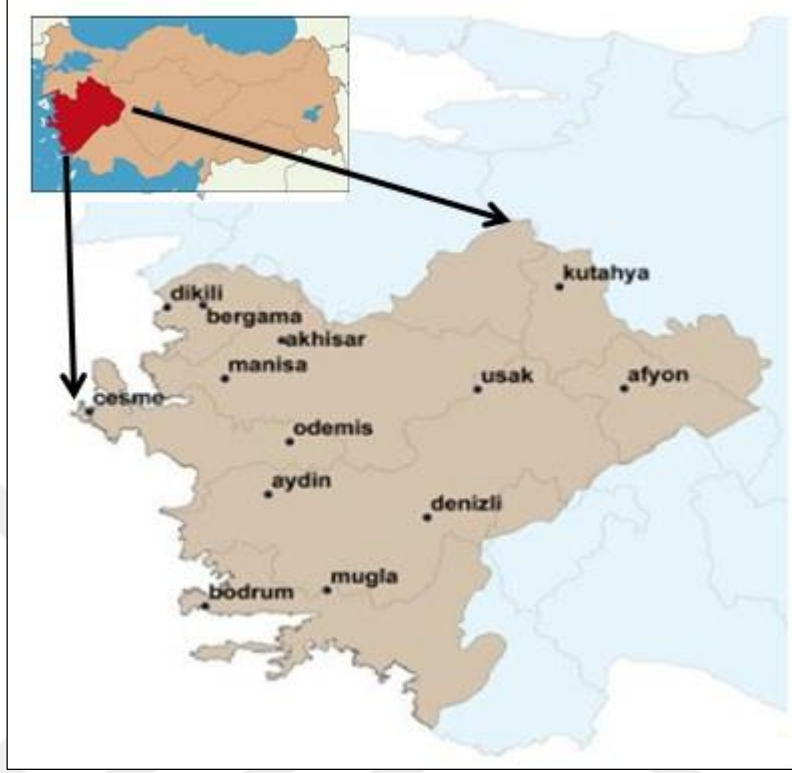 kutahya
dikili
bergama
akhisar
manisa
usak
afyon
cesme
odemis
aydin
denizli
mugla
bodrum